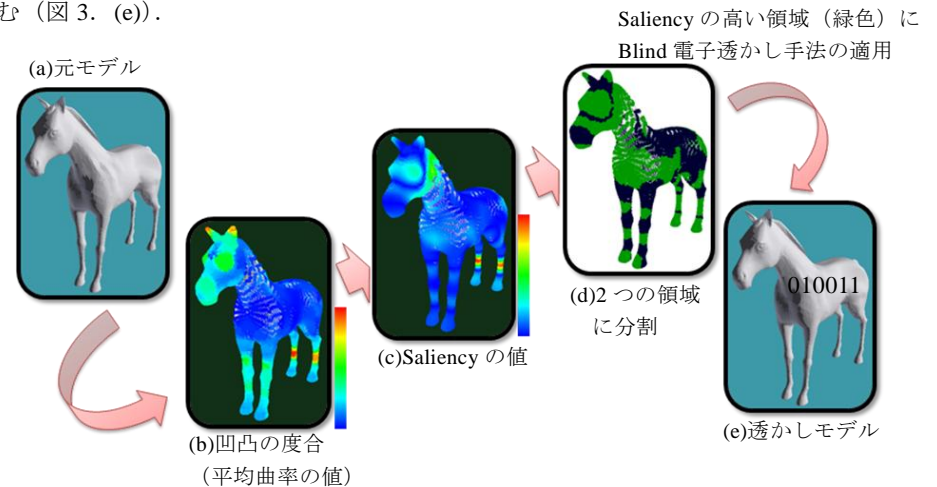 む（図 3．(e)）．
Saliency の高い領域（緑色）に
Blind 電子透かし手法の適用
(a)元モデル
(b)凹凸の度合
（平均曲率の値）
(c)Saliency の値
(d)2 つの領域
に分割
010011
(e)透かしモデル